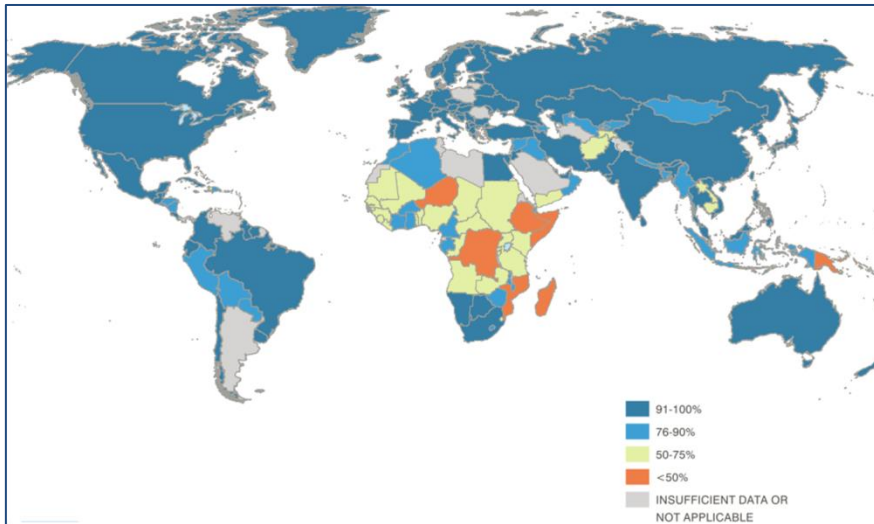 91-100%
76-90%
50-75%
<50%
INSUFFICIENT DATA OR
NOT APPLICABLE